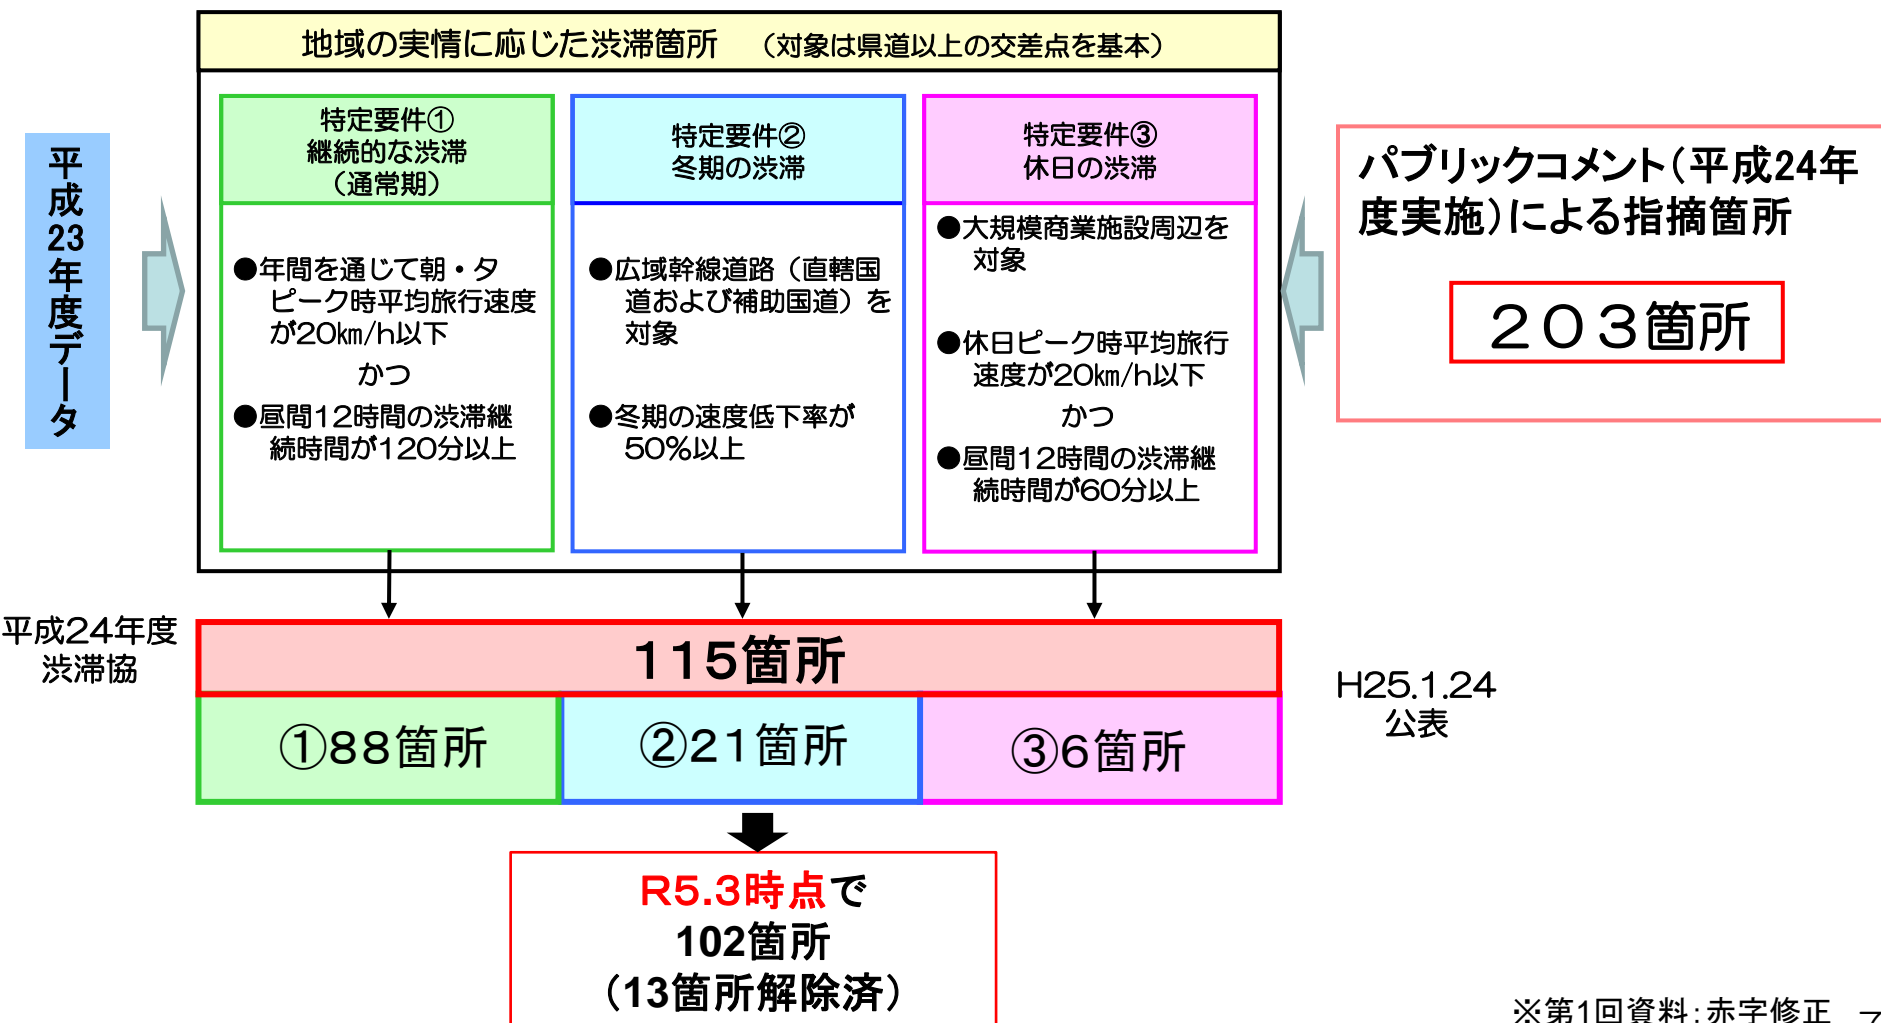 地域の実情に応じた渋滞箇所　（対象は県道以上の交差点を基本）
平成23年度データ
特定要件①
継続的な渋滞
（通常期）
●年間を通じて朝・夕
ピーク時平均旅行速度
が20km/h以下
かつ
●昼間12時間の渋滞継
続時間が120分以上
特定要件②
冬期の渋滞
●広域幹線道路（直轄国
道および補助国道）を
対象
●冬期の速度低下率が
50％以上
特定要件③
休日の渋滞
●大規模商業施設周辺を
対象
●休日ピーク時平均旅行
速度が20km/h以下
かつ
●昼間12時間の渋滞継
続時間が60分以上
パブリックコメント（平成24年
度実施）による指摘箇所
２０３箇所
平成24年度
渋滞協
115箇所
①88箇所
②21箇所
③6箇所
H25.1.24
公表
R5.3時点で
102箇所
（13箇所解除済）
※第1回資料：赤字修正